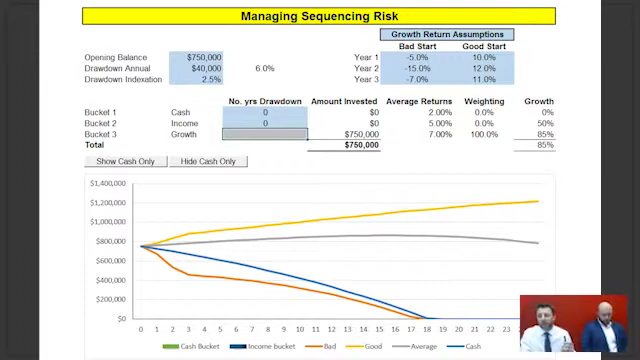 Managing Sequencing Risk
Growth Return Assumptions
Bad Start Good Start
Opening Balance $750,000 Year 1 -5.0% 10.0%
Drawdown Annual $40,000 6.0% Year 2 -15.0% 12.0%
Drawdown Indexation 2.5% Year 3 -7.0% 11.0%
No. yrs Drawdown Amount Invested Average Returns Weighting Growth
Bucket 1 Cash 0 $0 2.00% 0.0% 0%
Bucket 2 Income 0 $0 5.00% 0.0% 50%
Bucket 3 Growth $750,000 7.00% 100.0% 85%
Total $750,000 85%
Show Cash Only Hide Cash Only
$1,400,000
$1,200,000
$1,000,000
$800,000
$600,000
$400,000
$200,000
$0
0 1 2 3 4 5 6 7 8 9 10 11 12 13 14 15 16 17 18 19 20 21 22 23
Cash Bucket Income bucket Bad Good Average Cash